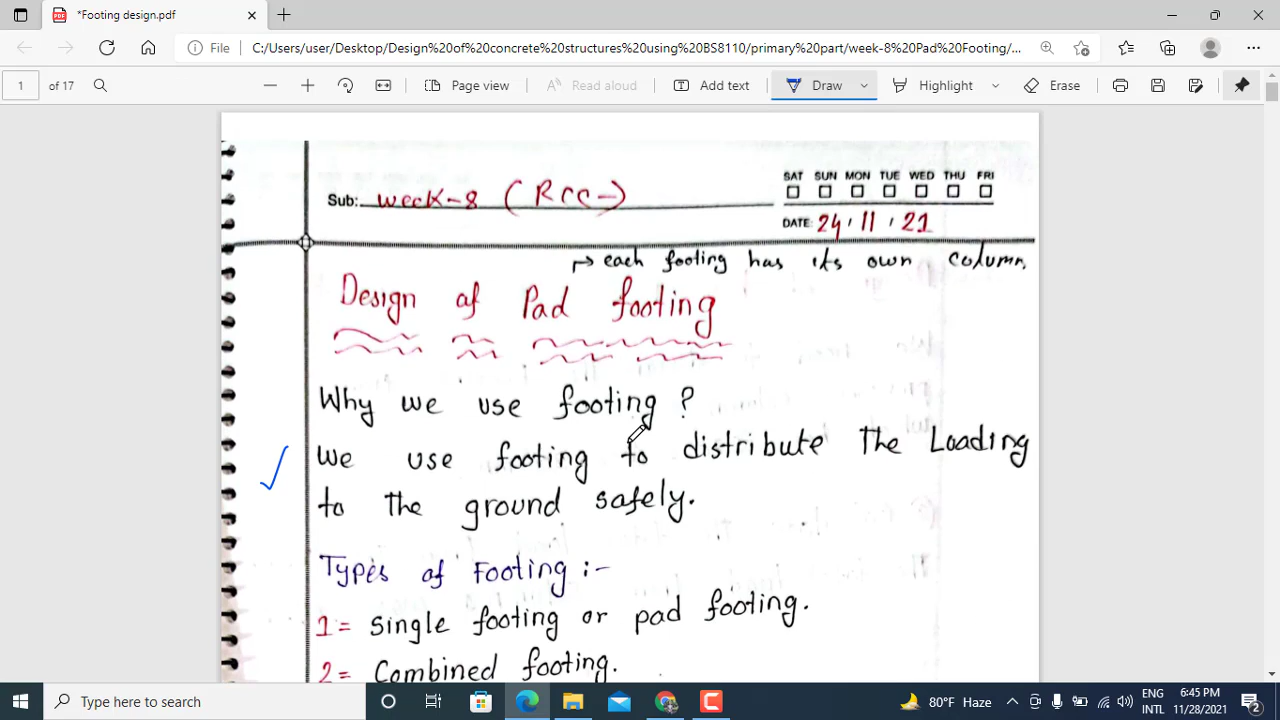 *Footing design.pdf
File C:/Users/user/Desktop/Design%20of%20concrete%20structures%20using%20BS8110/primary%20part/week-8%20Pad%20Footing/...
1 of 17 Page view Read aloud Add text Draw Highlight Erase
SAT SUN MON TUE WED THU FRI
Sub: Week-8 (RCC-)
DATE: 24/11/21
→ each footing has its own column.
Design of Pad footing
Why we use footing?
We use footing to distribute the Loading
to the ground safely.
Types of Footing :-
1= Single footing or pad footing.
2= Combined footing.
Type here to search
80°F Haze
ENG
INTL
8:45 PM
11/28/2021
2